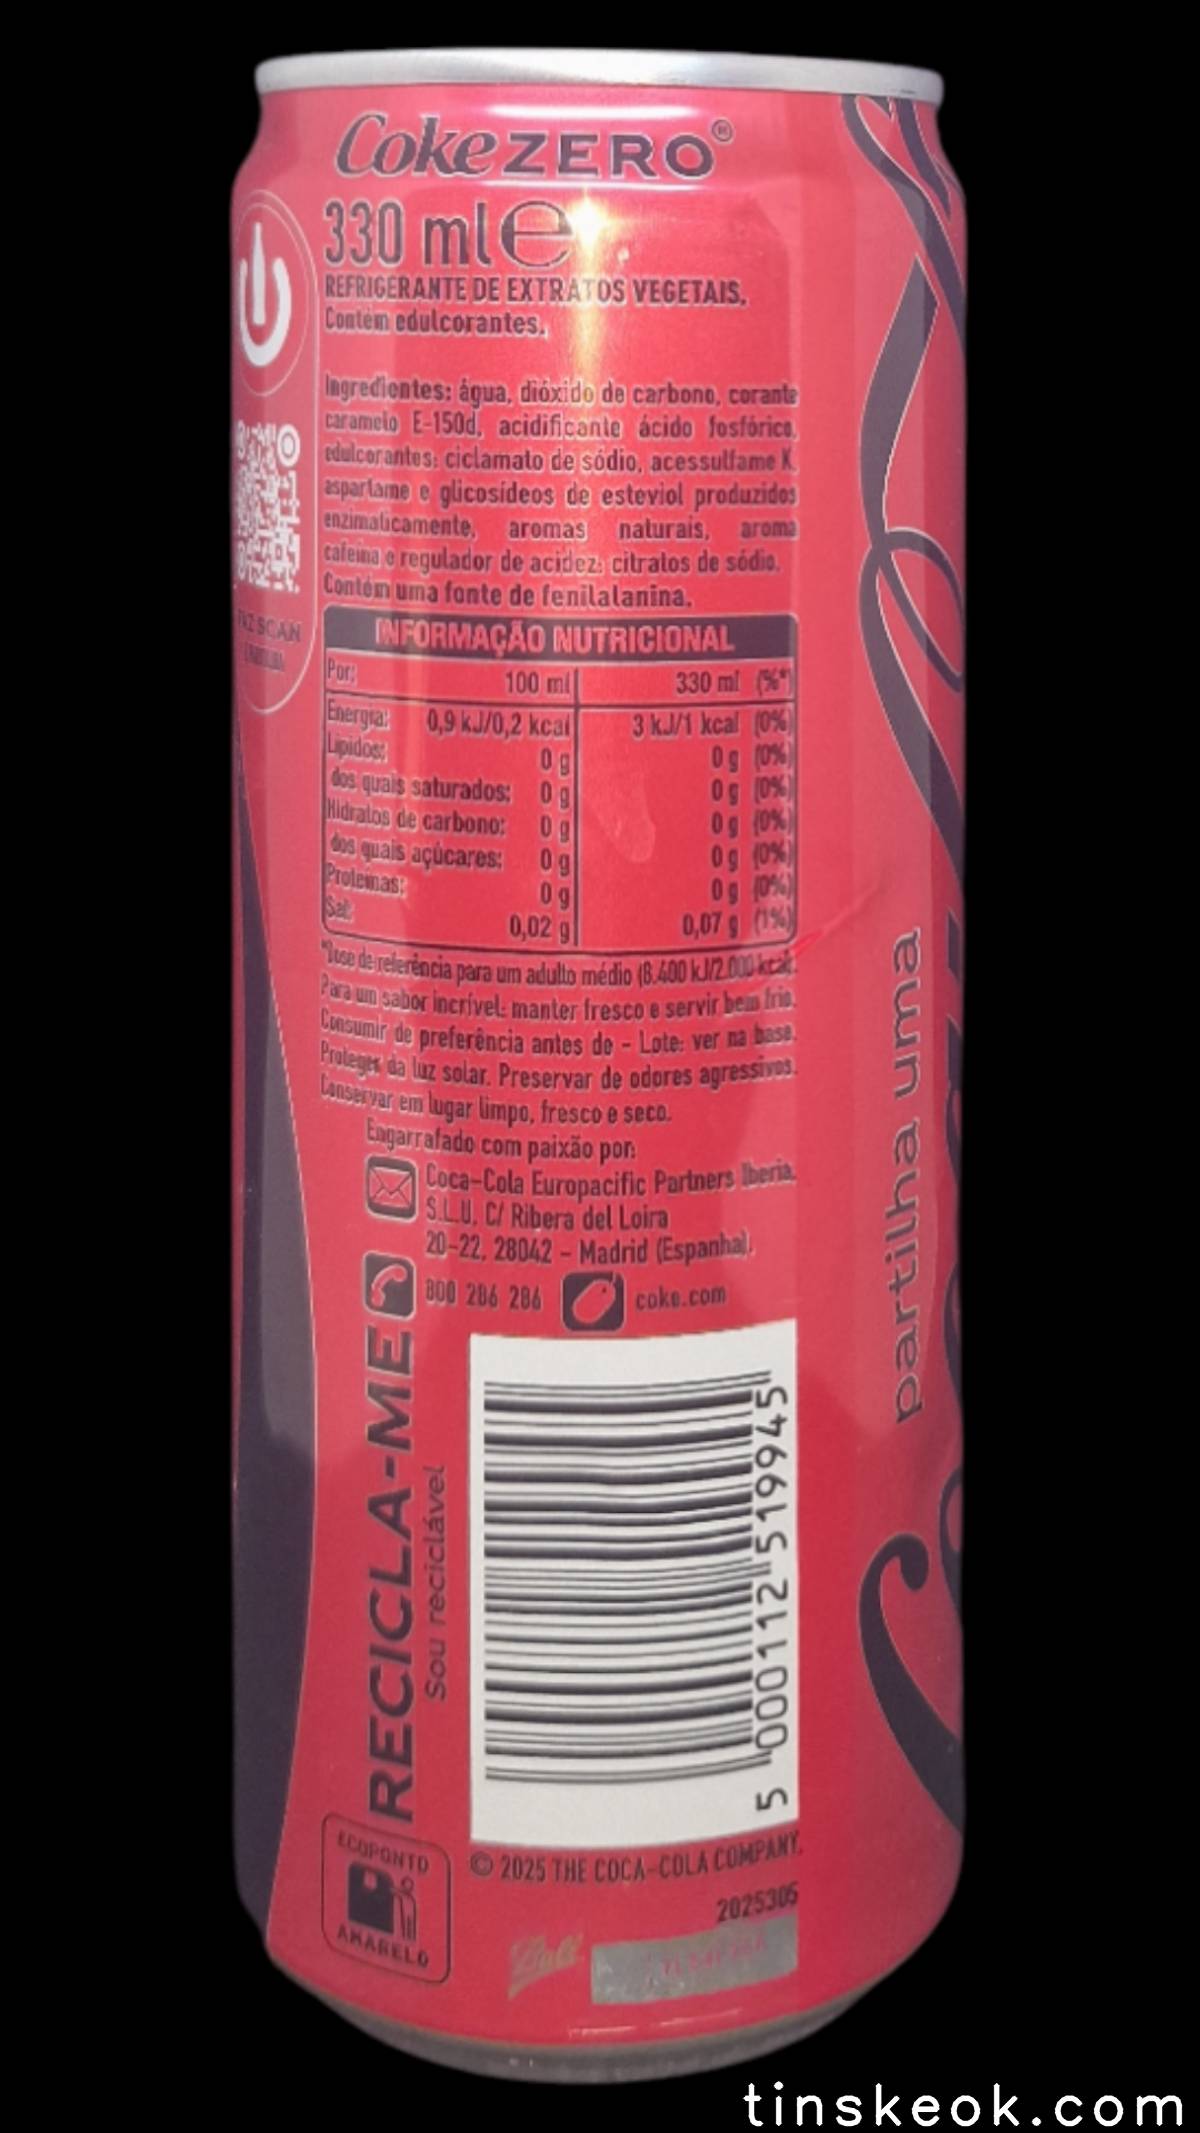 Coke ZERO®
330 ml e
REFRIGERANTE DE EXTRATOS VEGETAIS.
Contém edulcorantes.
Ingredientes: água, dióxido de carbono, corante
caramelo E-150d, acidificante ácido fosfórico,
edulcorantes: ciclamato de sódio, acessulfame K,
aspartame e glicosídeos de esteviol produzidos
enzimaticamente, aromas naturais, aroma
cafeína e regulador de acidez: citratos de sódio.
Contém uma fonte de fenilalanina.
INFORMAÇÃO NUTRICIONAL
Por: 100 ml 330 ml (%*)
Energia: 0,9 kJ/0,2 kcal 3 kJ/1 kcal (0%)
Lípidos: 0 g 0 g (0%)
dos quais saturados: 0 g 0 g (0%)
Hidratos de carbono: 0 g 0 g (0%)
dos quais açúcares: 0 g 0 g (0%)
Proteínas: 0 g 0 g (0%)
Sal: 0,02 g 0,07 g (1%)
*Dose de referência para um adulto médio (8.400 kJ/2.000 kcal).
Para um sabor incrível: manter fresco e servir bem frio.
Consumir de preferência antes de - Lote: ver na base.
Proteger da luz solar. Preservar de odores agressivos.
Conservar em lugar limpo, fresco e seco.
Engarrafado com paixão por:
Coca-Cola Europacific Partners Iberia,
S.L.U. C/ Ribera del Loira
20-22, 28042 - Madrid (Espanha).
800 286 286 coke.com
RECICLA-ME
Sou reciclável
5 000112 519945
ECOPONTO
AMARELO
© 2025 THE COCA-COLA COMPANY.
2025305
Ball
FAZ SCAN
partilha uma
tinskeok.com